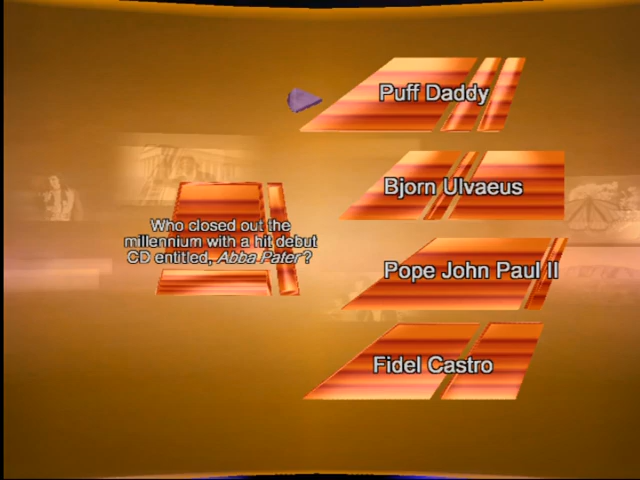 Who closed out the
millennium with a hit debut
CD entitled, Abba Pater?
Puff Daddy
Bjorn Ulvaeus
Pope John Paul II
Fidel Castro